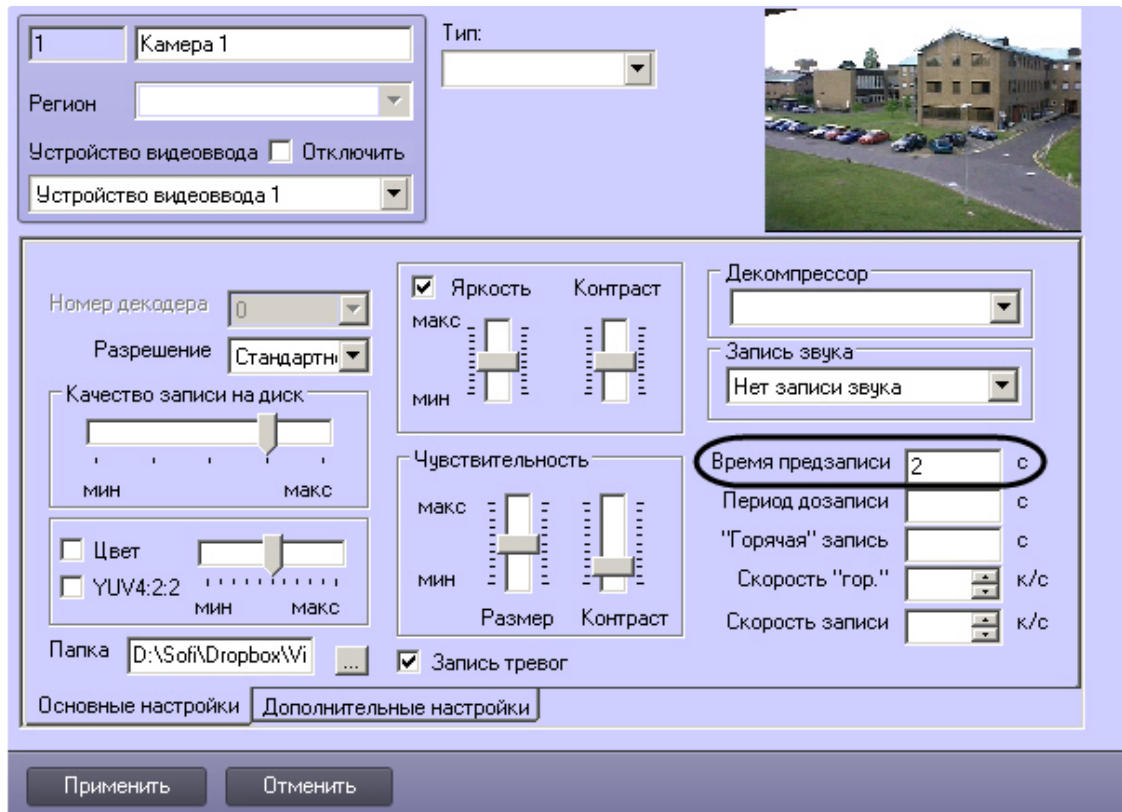 1
Камера 1
Тип:
Регион
Устройство видеоввода
Отключить
Устройство видеоввода 1
Номер декодера
0
Разрешение
Стандартн
Качество записи на диск
мин
макс
Цвет
YUV4:2:2
мин
макс
Папка
D:\Sofi\Dropbox\Vi
...
Яркость
Контраст
макс
мин
Чувствительность
макс
мин
Размер
Контраст
Запись тревог
Декомпрессор
Запись звука
Нет записи звука
Время предзаписи 2 с
Период дозаписи с
"Горячая" запись с
Скорость "гор." к/с
Скорость записи к/с
Основные настройки
Дополнительные настройки
Применить
Отменить